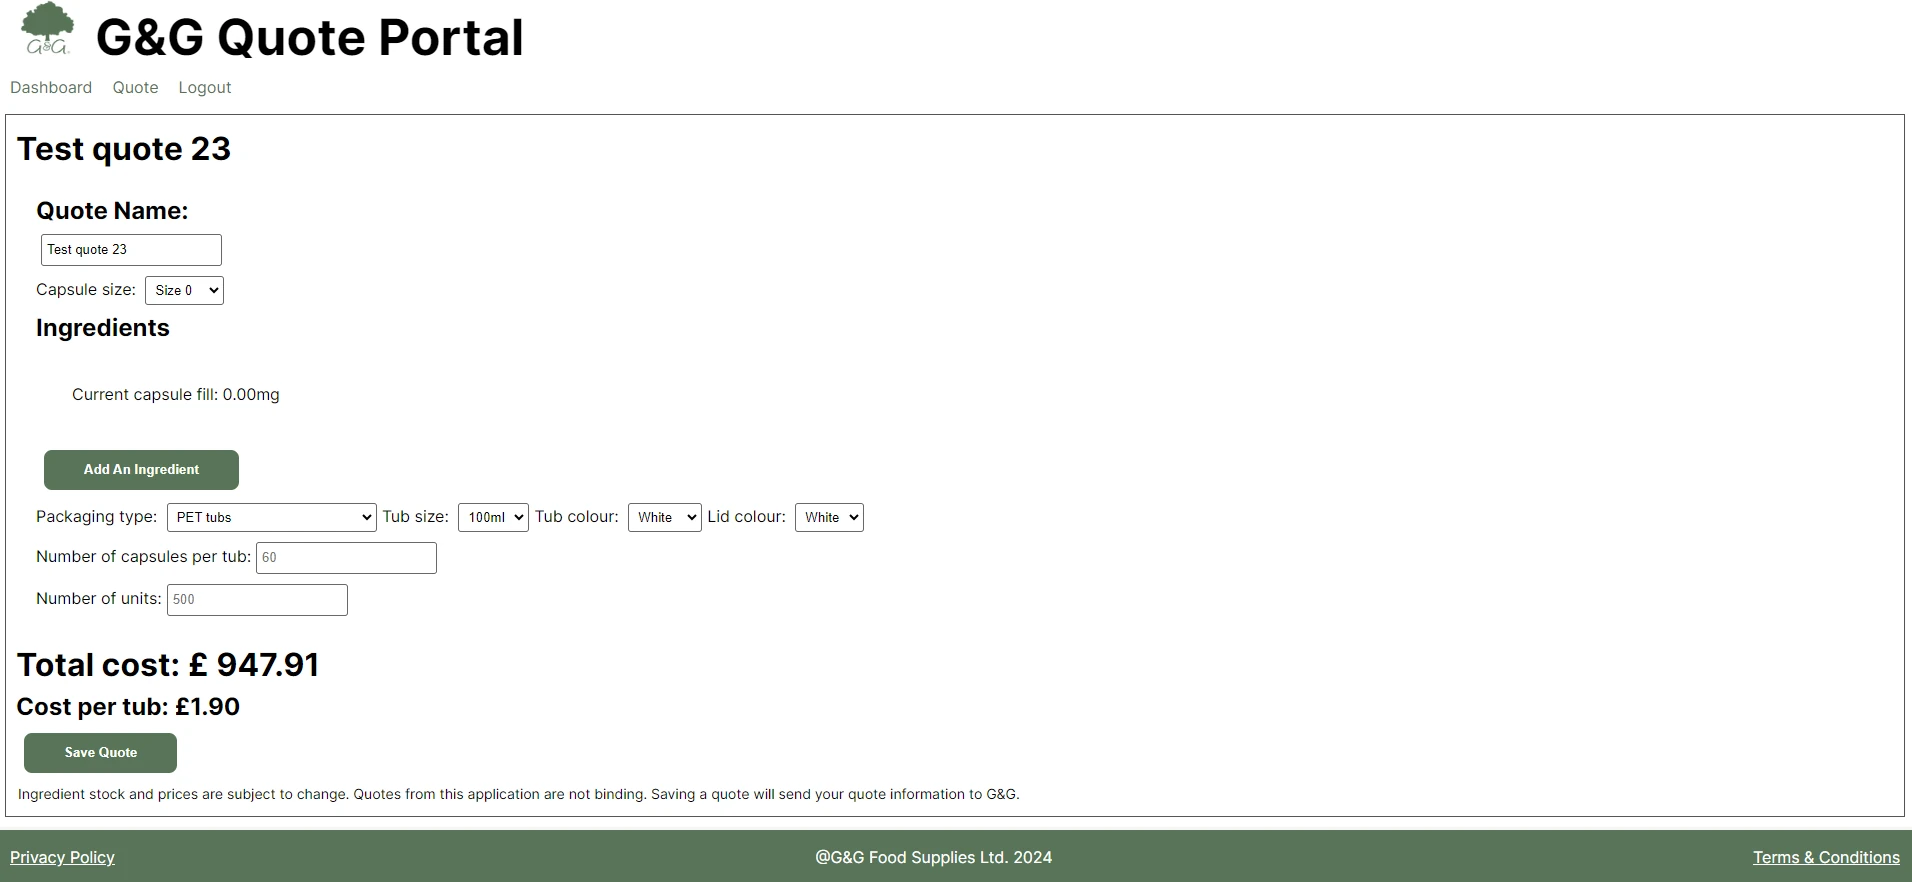 G&G. G&G Quote Portal
Dashboard Quote Logout
Test quote 23
Quote Name:
Test quote 23
Capsule size: Size 0
Ingredients
Current capsule fill: 0.00mg
Add An Ingredient
Packaging type: PET tubs Tub size: 100ml Tub colour: White Lid colour: White
Number of capsules per tub: 60
Number of units: 500
Total cost: £ 947.91
Cost per tub: £1.90
Save Quote
Ingredient stock and prices are subject to change. Quotes from this application are not binding. Saving a quote will send your quote information to G&G.
Privacy Policy @G&G Food Supplies Ltd. 2024 Terms & Conditions